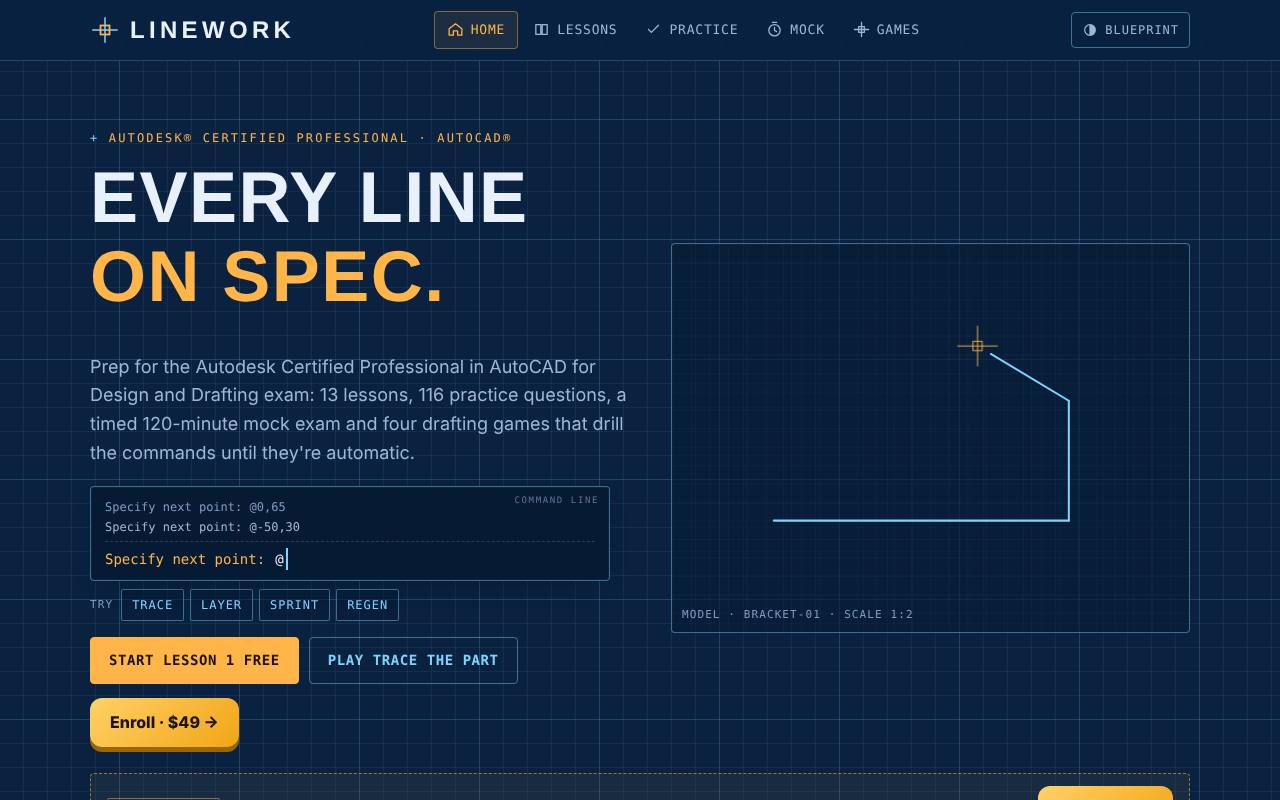 LINEWORK
HOME
LESSONS
PRACTICE
MOCK
GAMES
BLUEPRINT
+ AUTODESK® CERTIFIED PROFESSIONAL · AUTOCAD®
EVERY LINE
ON SPEC.
Prep for the Autodesk Certified Professional in AutoCAD for
Design and Drafting exam: 13 lessons, 116 practice questions, a
timed 120-minute mock exam and four drafting games that drill
the commands until they're automatic.
COMMAND LINE
Specify next point: @0,65
Specify next point: @-50,30
Specify next point: @
TRY
TRACE
LAYER
SPRINT
REGEN
START LESSON 1 FREE
PLAY TRACE THE PART
Enroll · $49 →
MODEL · BRACKET-01 · SCALE 1:2